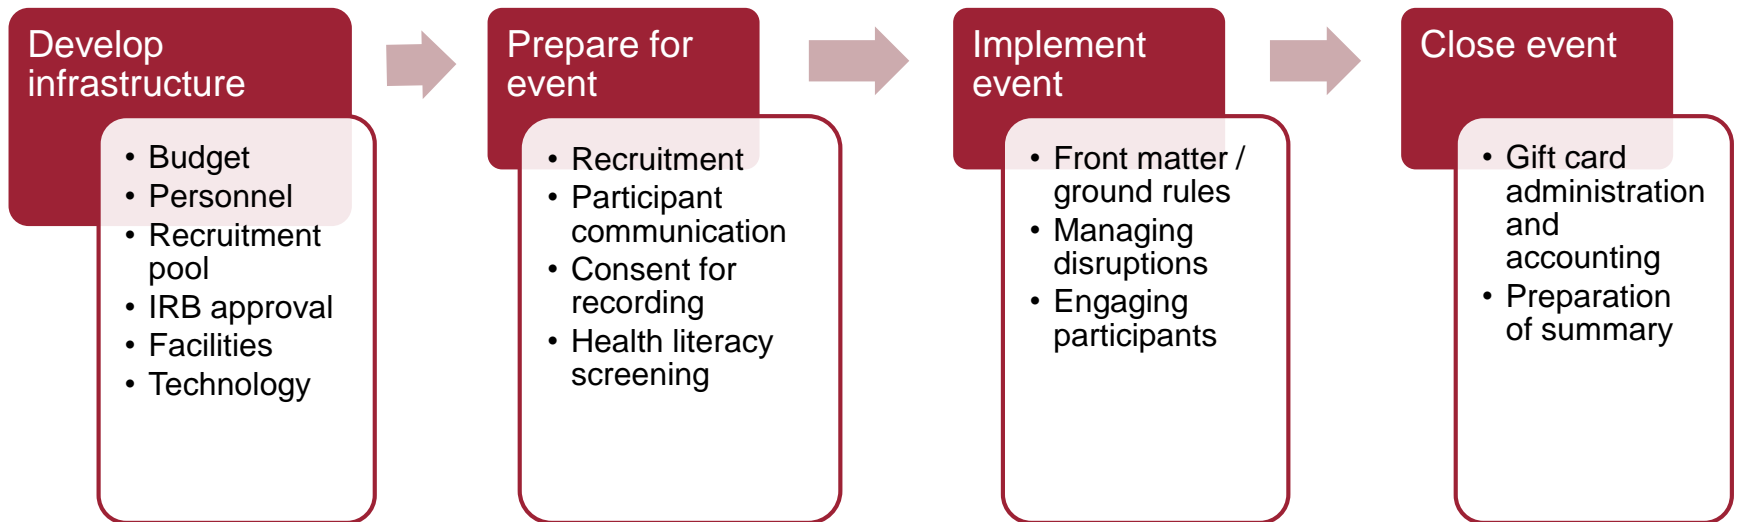 Develop
infrastructure
• Budget
• Personnel
• Recruitment
pool
• IRB approval
• Facilities
• Technology
Prepare for
event
• Recruitment
• Participant
communication
• Consent for
recording
• Health literacy
screening
Implement
event
• Front matter /
ground rules
• Managing
disruptions
• Engaging
participants
Close event
• Gift card
administration
and
accounting
• Preparation
of summary